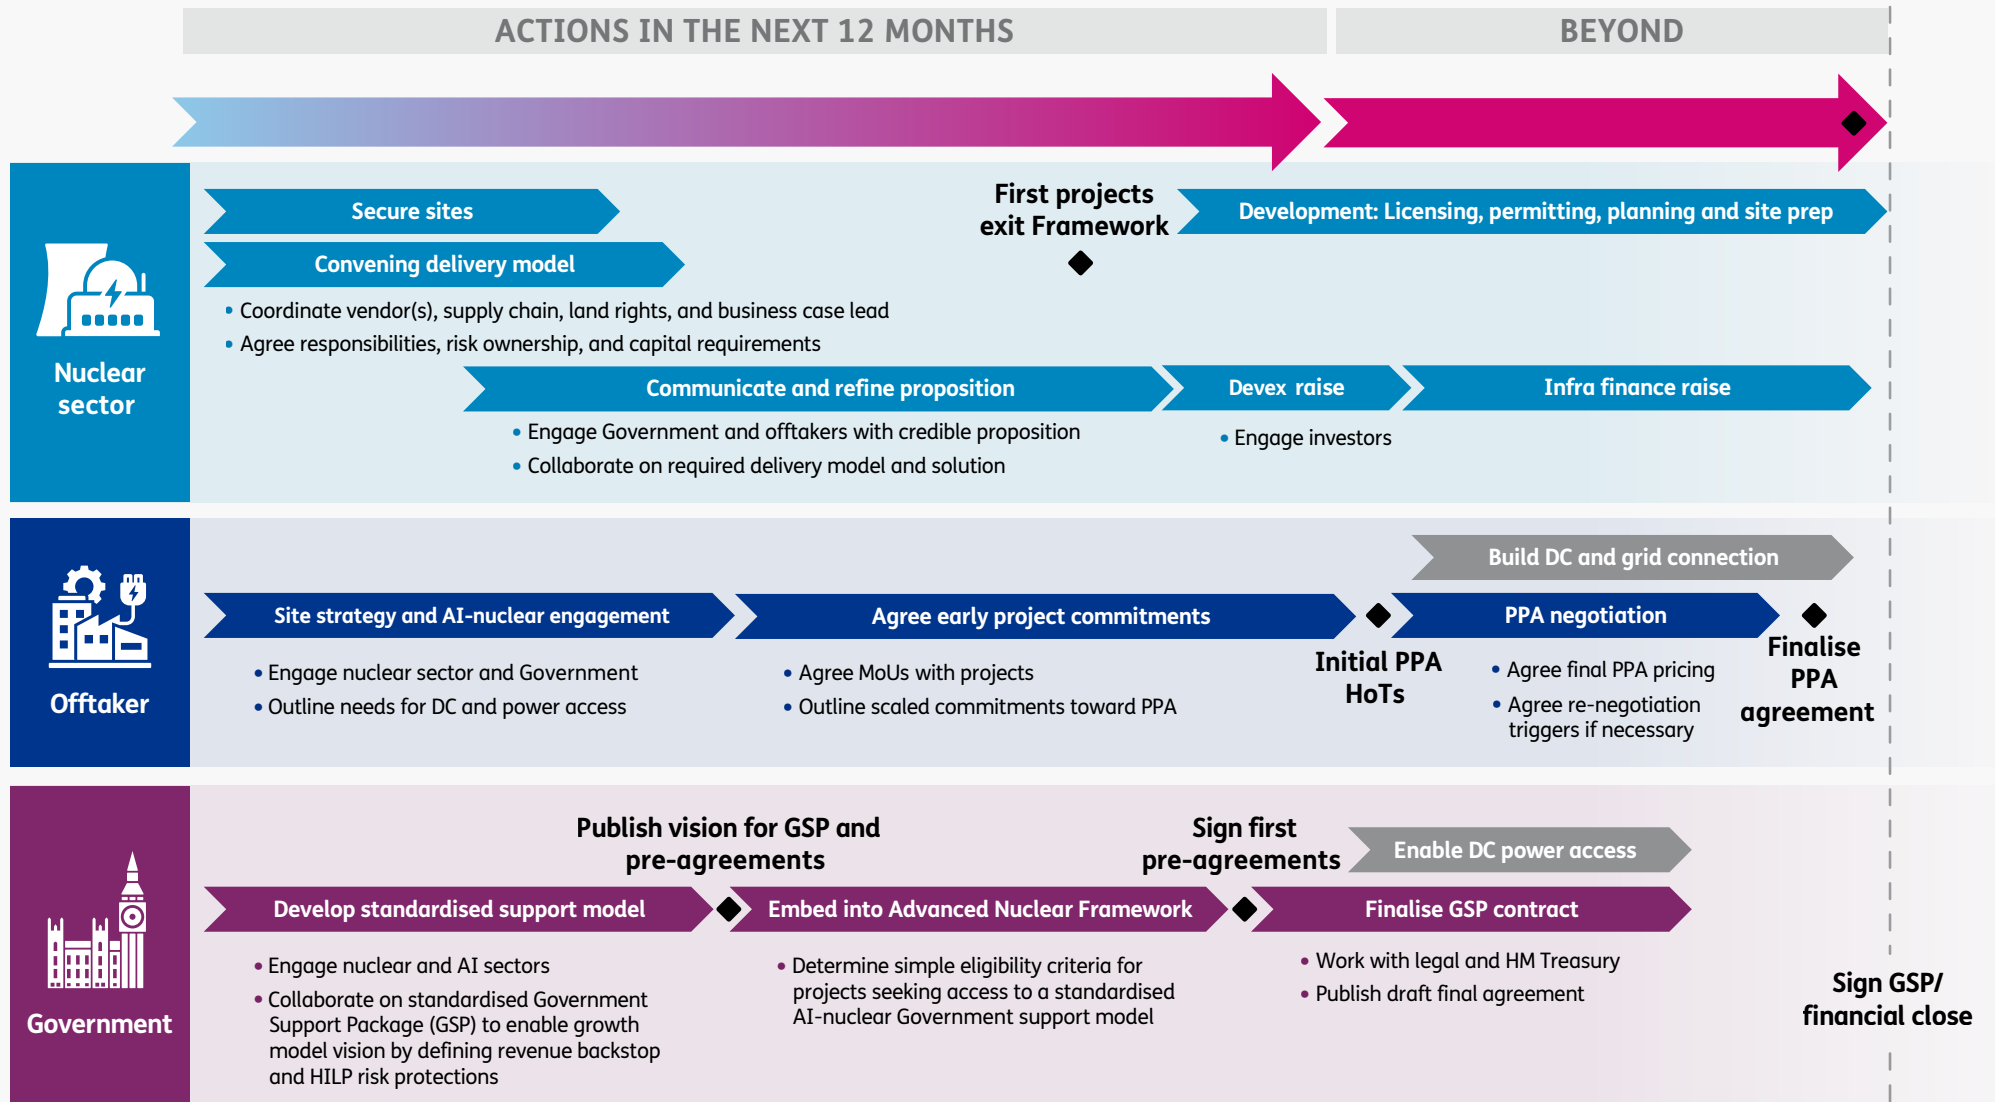 ACTIONS IN THE NEXT 12 MONTHS
BEYOND
Nuclear
sector
Secure sites
Convening delivery model
• Coordinate vendor(s), supply chain, land rights, and business case lead
• Agree responsibilities, risk ownership, and capital requirements
First projects
exit Framework
Development: Licensing, permitting, planning and site prep
Communicate and refine proposition
• Engage Government and offtakers with credible proposition
• Collaborate on required delivery model and solution
Devex raise
• Engage investors
Infra finance raise
Offtaker
Build DC and grid connection
Site strategy and AI-nuclear engagement
• Engage nuclear sector and Government
• Outline needs for DC and power access
Agree early project commitments
• Agree MoUs with projects
• Outline scaled commitments toward PPA
Initial PPA
HoTs
PPA negotiation
• Agree final PPA pricing
• Agree re-negotiation
triggers if necessary
Finalise
PPA
agreement
Government
Publish vision for GSP and
pre-agreements
Sign first
pre-agreements
Enable DC power access
Develop standardised support model
• Engage nuclear and AI sectors
• Collaborate on standardised Government
Support Package (GSP) to enable growth
model vision by defining revenue backstop
and HILP risk protections
Embed into Advanced Nuclear Framework
• Determine simple eligibility criteria for
projects seeking access to a standardised
AI-nuclear Government support model
Finalise GSP contract
• Work with legal and HM Treasury
• Publish draft final agreement
Sign GSP/
financial close